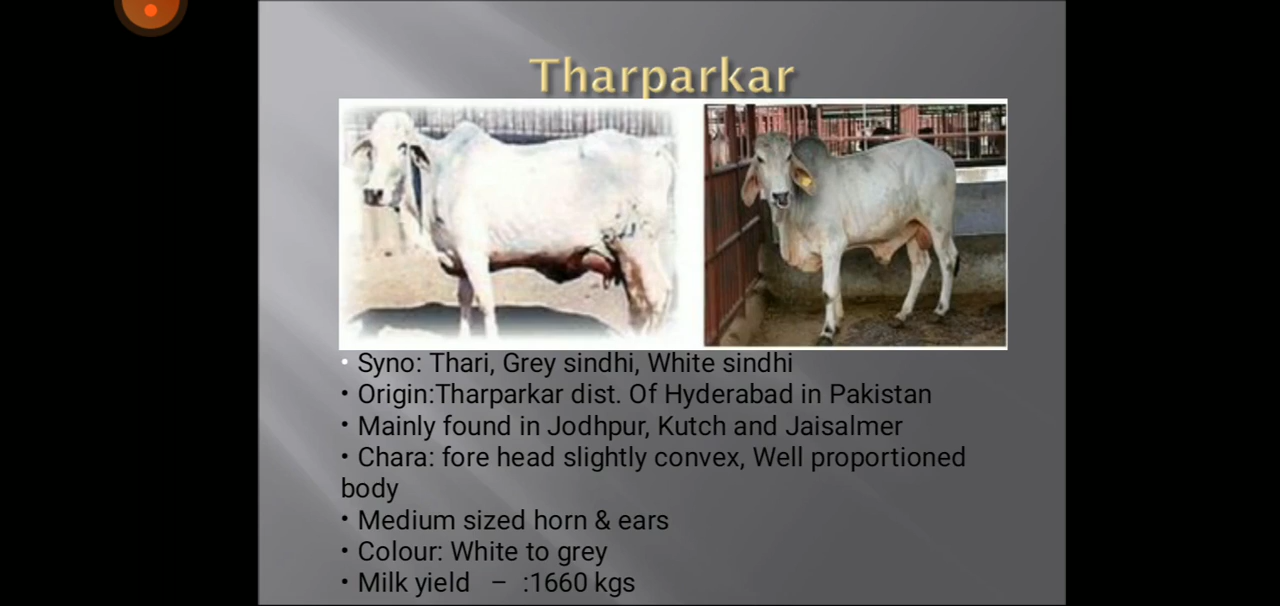 Tharparkar
• Syno: Thari, Grey sindhi, White sindhi
• Origin:Tharparkar dist. Of Hyderabad in Pakistan
• Mainly found in Jodhpur, Kutch and Jaisalmer
• Chara: fore head slightly convex, Well proportioned
body
• Medium sized horn & ears
• Colour: White to grey
• Milk yield – :1660 kgs